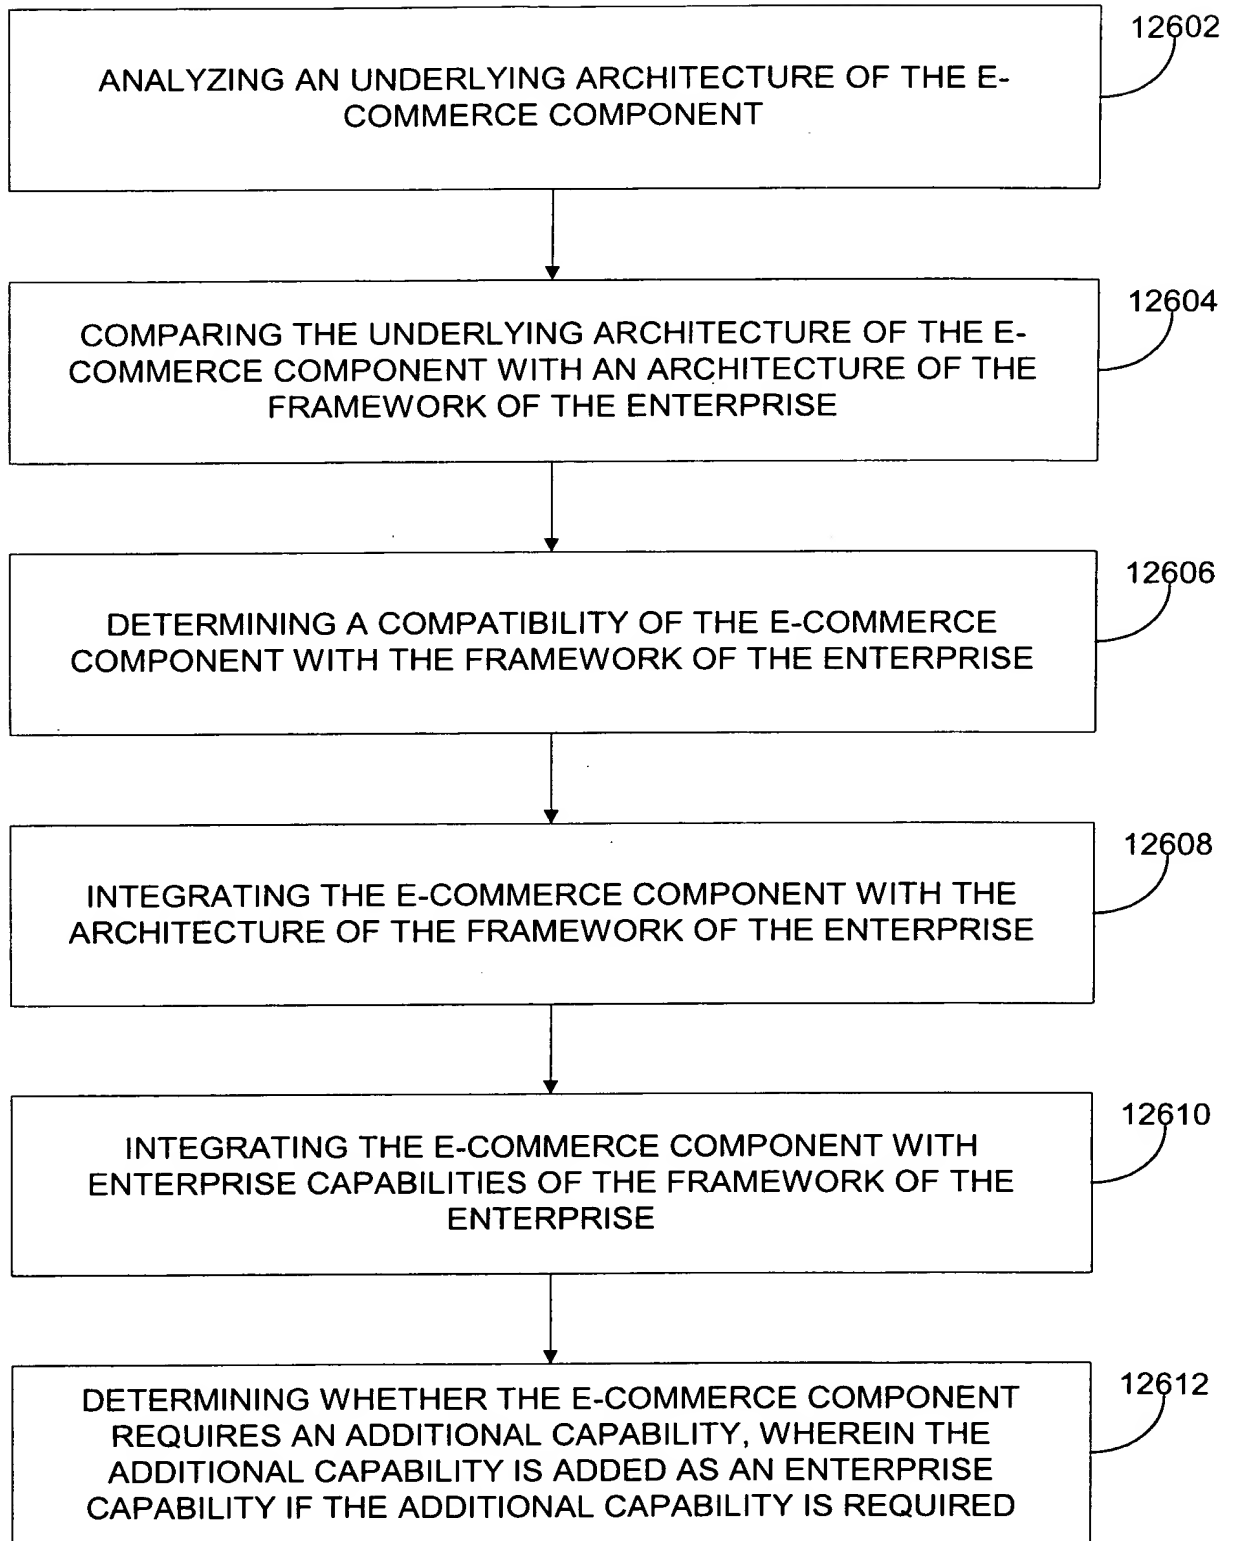 12602
ANALYZING AN UNDERLYING ARCHITECTURE OF THE E-
COMMERCE COMPONENT
12604
COMPARING THE UNDERLYING ARCHITECTURE OF THE E-
COMMERCE COMPONENT WITH AN ARCHITECTURE OF THE
FRAMEWORK OF THE ENTERPRISE
12606
DETERMINING A COMPATIBILITY OF THE E-COMMERCE
COMPONENT WITH THE FRAMEWORK OF THE ENTERPRISE
12608
INTEGRATING THE E-COMMERCE COMPONENT WITH THE
ARCHITECTURE OF THE FRAMEWORK OF THE ENTERPRISE
12610
INTEGRATING THE E-COMMERCE COMPONENT WITH
ENTERPRISE CAPABILITIES OF THE FRAMEWORK OF THE
ENTERPRISE
12612
DETERMINING WHETHER THE E-COMMERCE COMPONENT
REQUIRES AN ADDITIONAL CAPABILITY, WHEREIN THE
ADDITIONAL CAPABILITY IS ADDED AS AN ENTERPRISE
CAPABILITY IF THE ADDITIONAL CAPABILITY IS REQUIRED